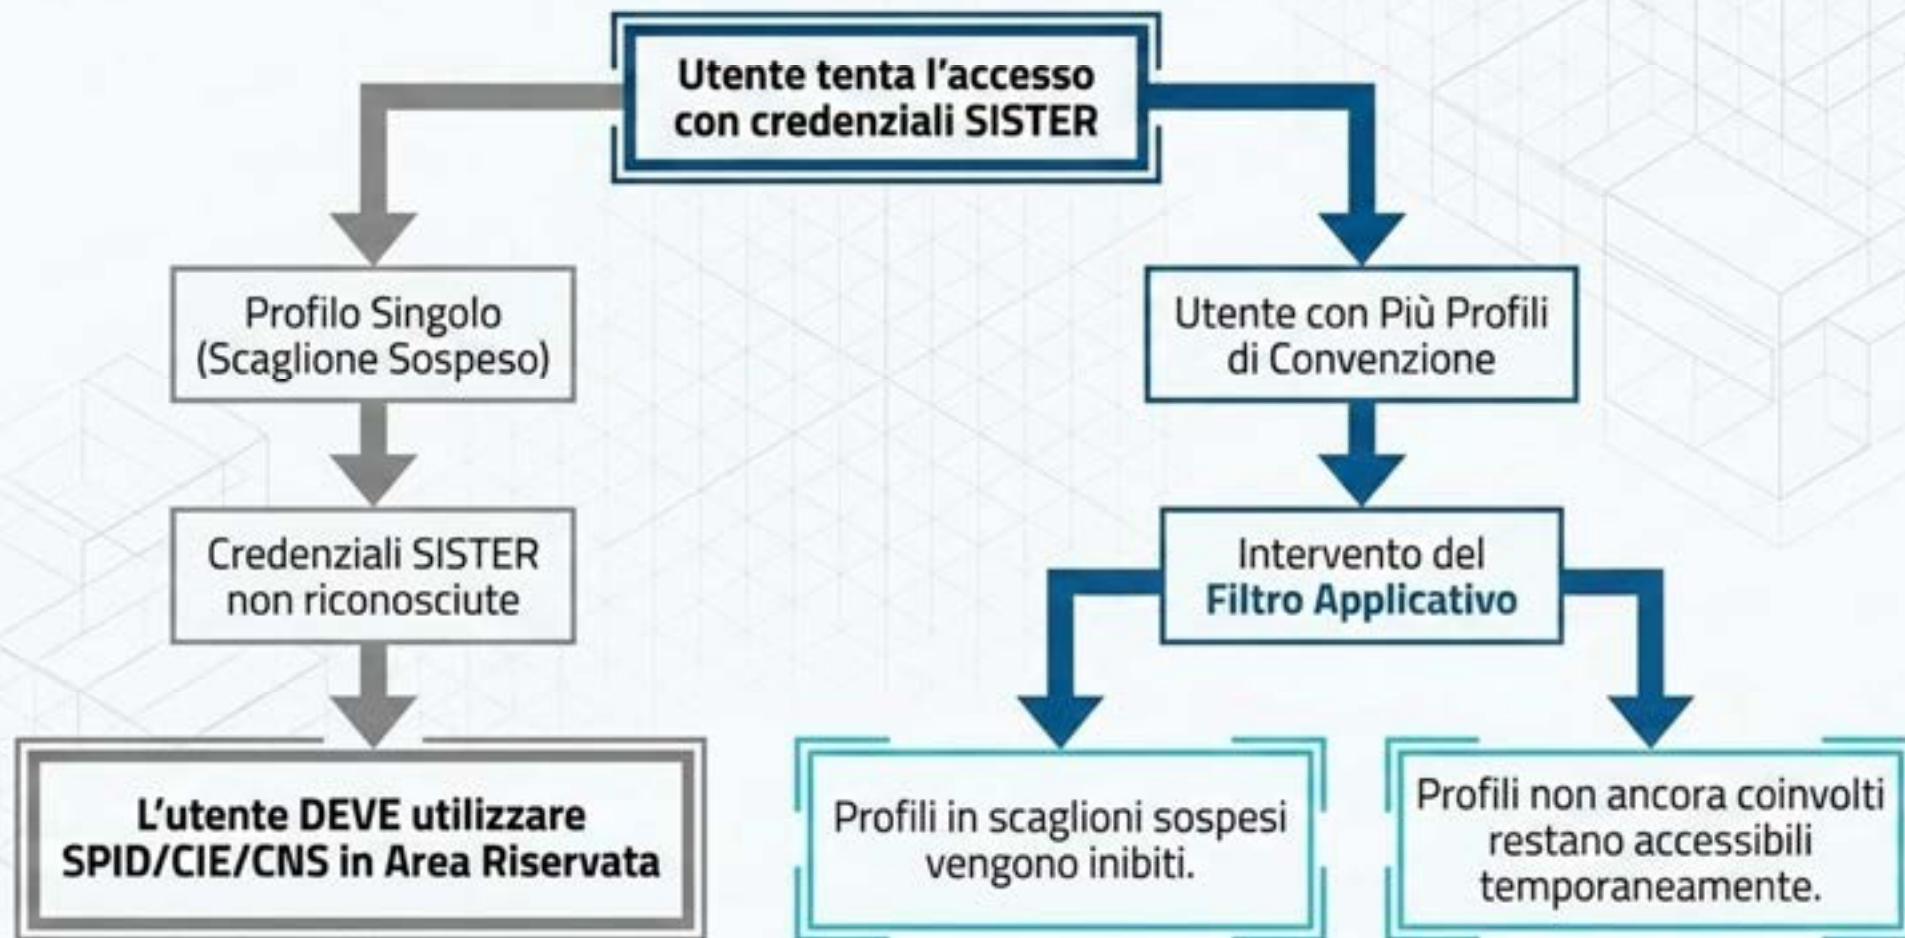 Utente tenta l'accesso
con credenziali SISTER
Profilo Singolo
(Scaglione Sospeso)
Utente con Più Profili
di Convenzione
Credenziali SISTER
non riconosciute
Intervento del
Filtro Applicativo
L'utente DEVE utilizzare
SPID/CIE/CNS in Area Riservata
Profili in scaglioni sospesi
vengono inibiti.
Profili non ancora coinvolti
restano accessibili
temporaneamente.